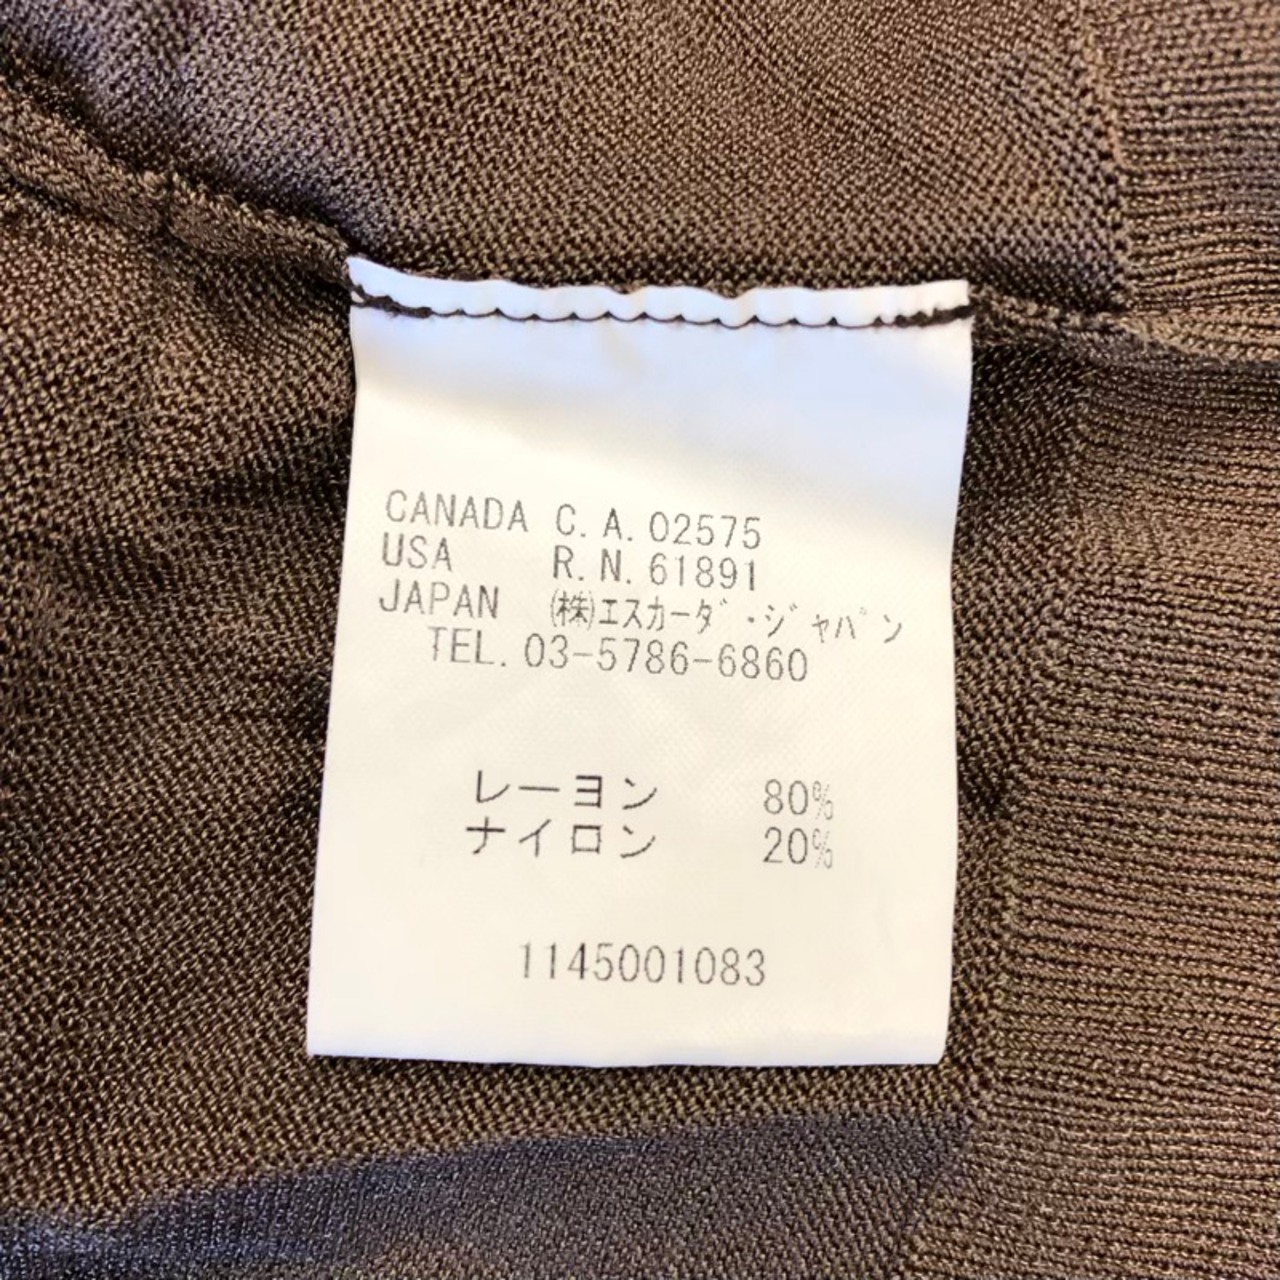 CANADA C.A.02575
USA R.N.61891
JAPAN ㈱エスカーダ・ジャパン
TEL.03-5786-6860
レーヨン 80%
ナイロン 20%
1145001083